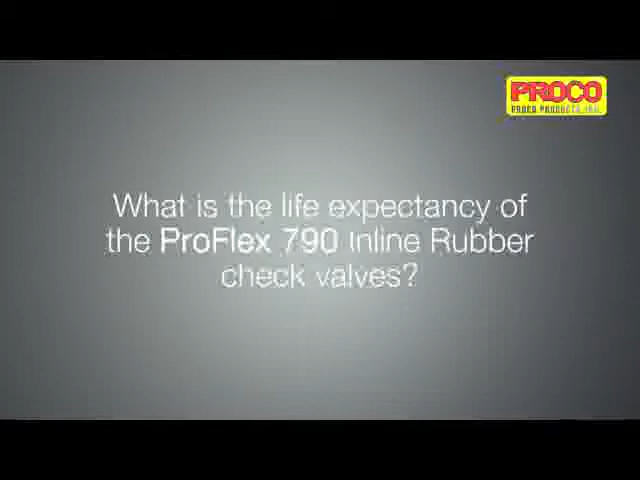 PROCO
PROCO PRODUCTS, INC.
What is the life expectancy of
the ProFlex 790 Inline Rubber
check valves?